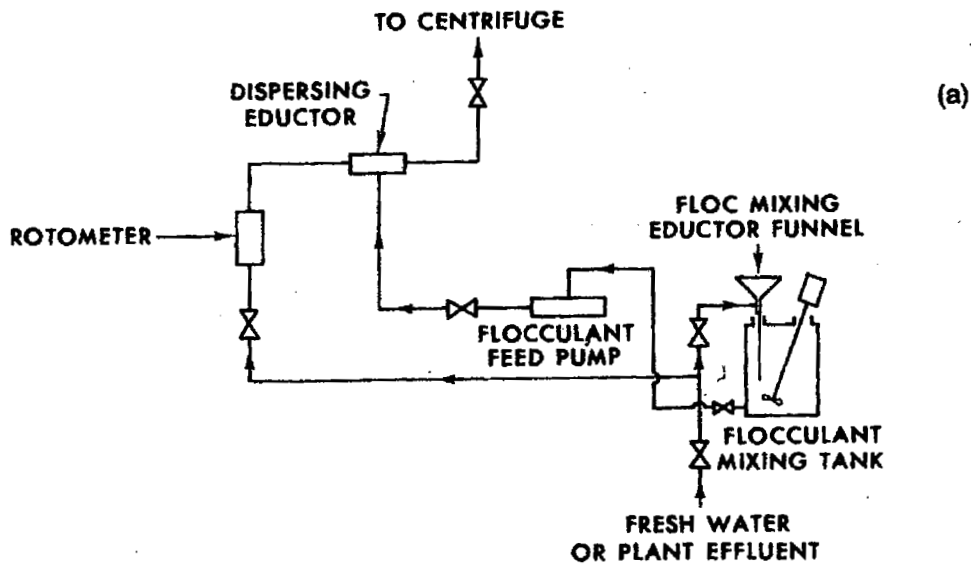 TO CENTRIFUGE
(a)
DISPERSING
EDUCTOR
FLOC MIXING
EDUCTOR FUNNEL
ROTOMETER
FLOCCULANT
FEED PUMP
FLOCCULANT
MIXING TANK
FRESH WATER
OR PLANT EFFLUENT